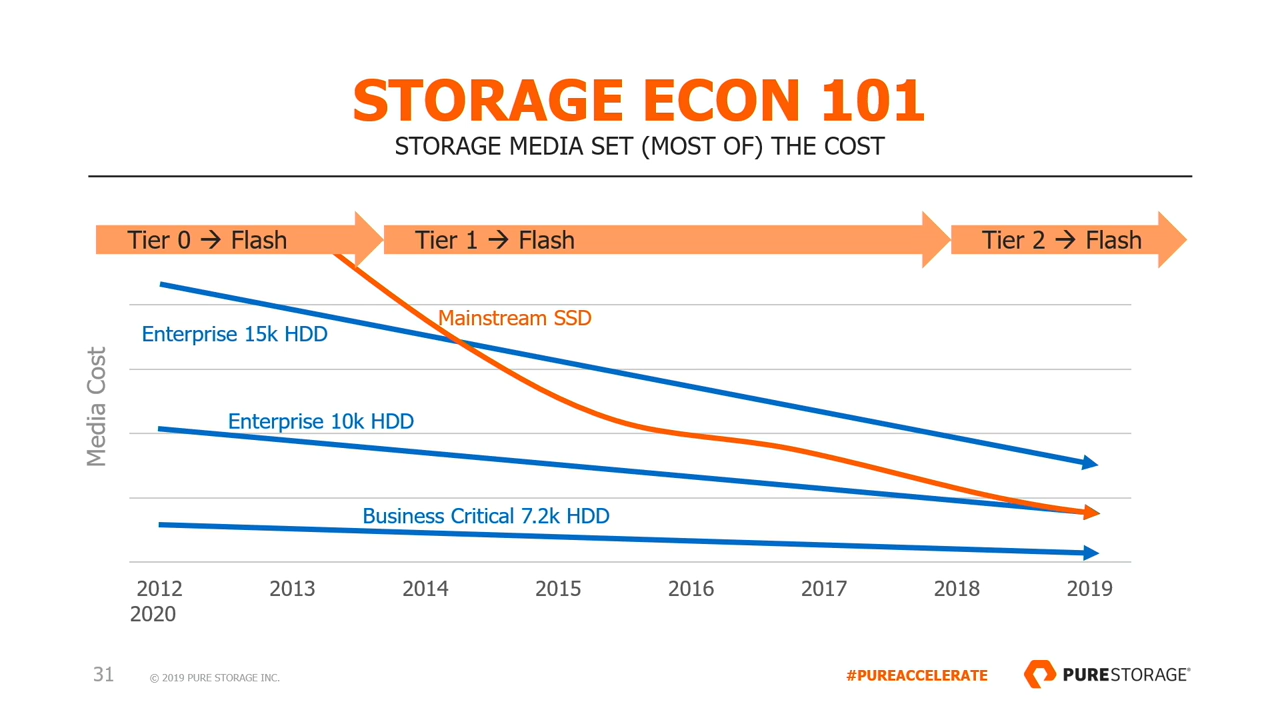 STORAGE ECON 101
STORAGE MEDIA SET (MOST OF) THE COST
Tier 0 → Flash
Tier 1 → Flash
Tier 2 → Flash
Mainstream SSD
Enterprise 15k HDD
Enterprise 10k HDD
Business Critical 7.2k HDD
Media Cost
2012 2013 2014 2015 2016 2017 2018 2019
2020
31 © 2019 PURE STORAGE INC. #PUREACCELERATE PURESTORAGE®